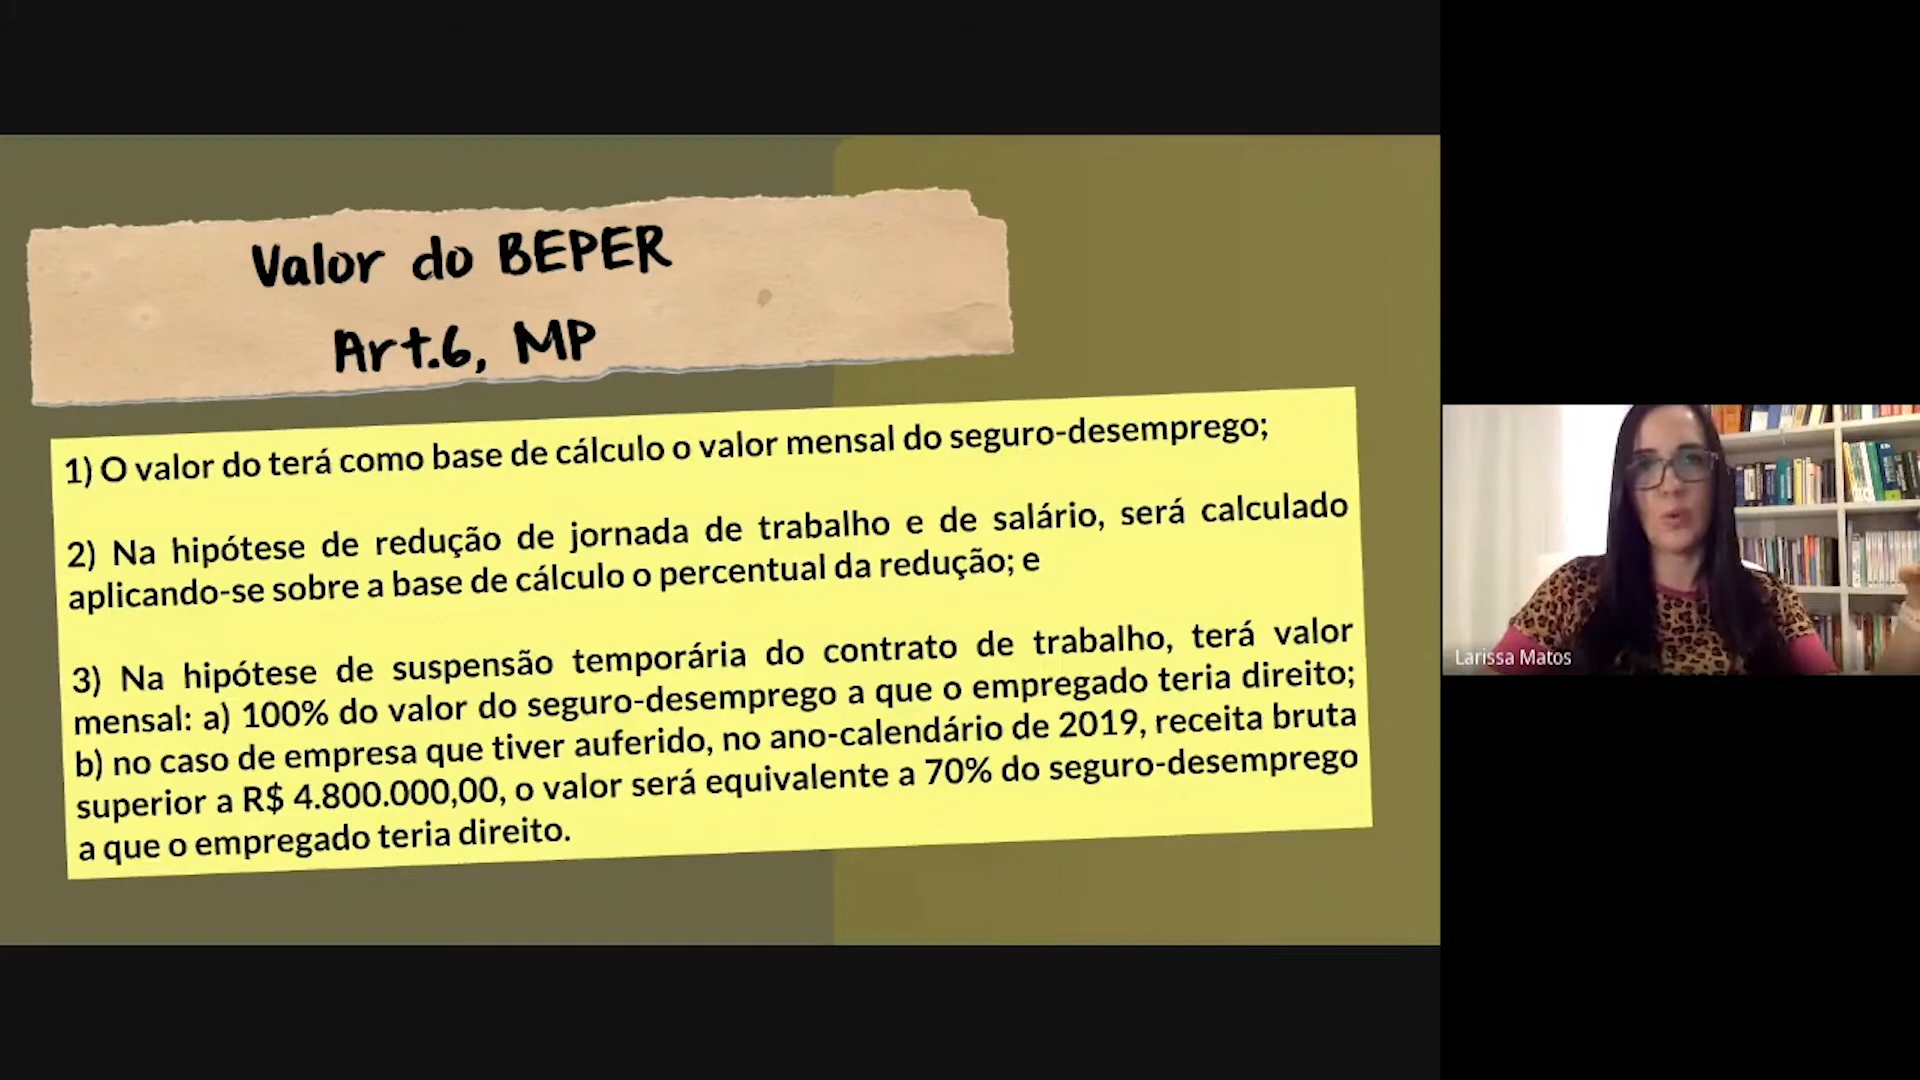 Valor do BEPER
Art.6, MP
1) O valor do terá como base de cálculo o valor mensal do seguro-desemprego;
2) Na hipótese de redução de jornada de trabalho e de salário, será calculado
aplicando-se sobre a base de cálculo o percentual da redução; e
3) Na hipótese de suspensão temporária do contrato de trabalho, terá valor
mensal: a) 100% do valor do seguro-desemprego a que o empregado teria direito;
b) no caso de empresa que tiver auferido, no ano-calendário de 2019, receita bruta
superior a R$ 4.800.000,00, o valor será equivalente a 70% do seguro-desemprego
a que o empregado teria direito.
Larissa Matos